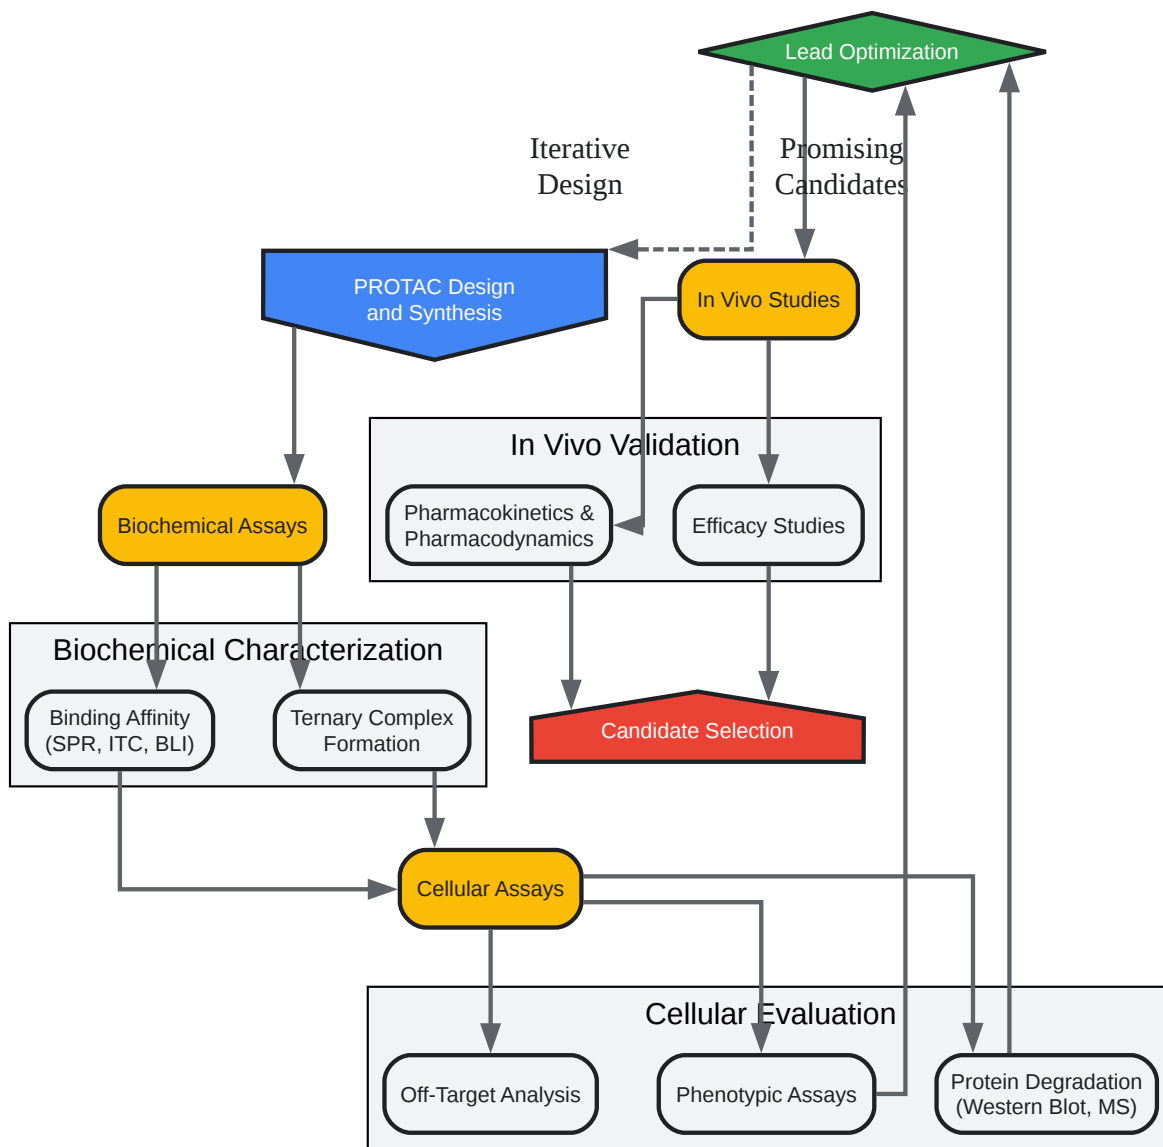 Lead Optimization
Iterative
Design
Promising
Candidates
PROTAC Design
and Synthesis
In Vivo Studies
In Vivo Validation
Pharmacokinetics &
Pharmacodynamics
Efficacy Studies
Biochemical Assays
Biochemical Characterization
Binding Affinity
(SPR, ITC, BLI)
Ternary Complex
Formation
Candidate Selection
Cellular Assays
Cellular Evaluation
Off-Target Analysis
Phenotypic Assays
Protein Degradation
(Western Blot, MS)